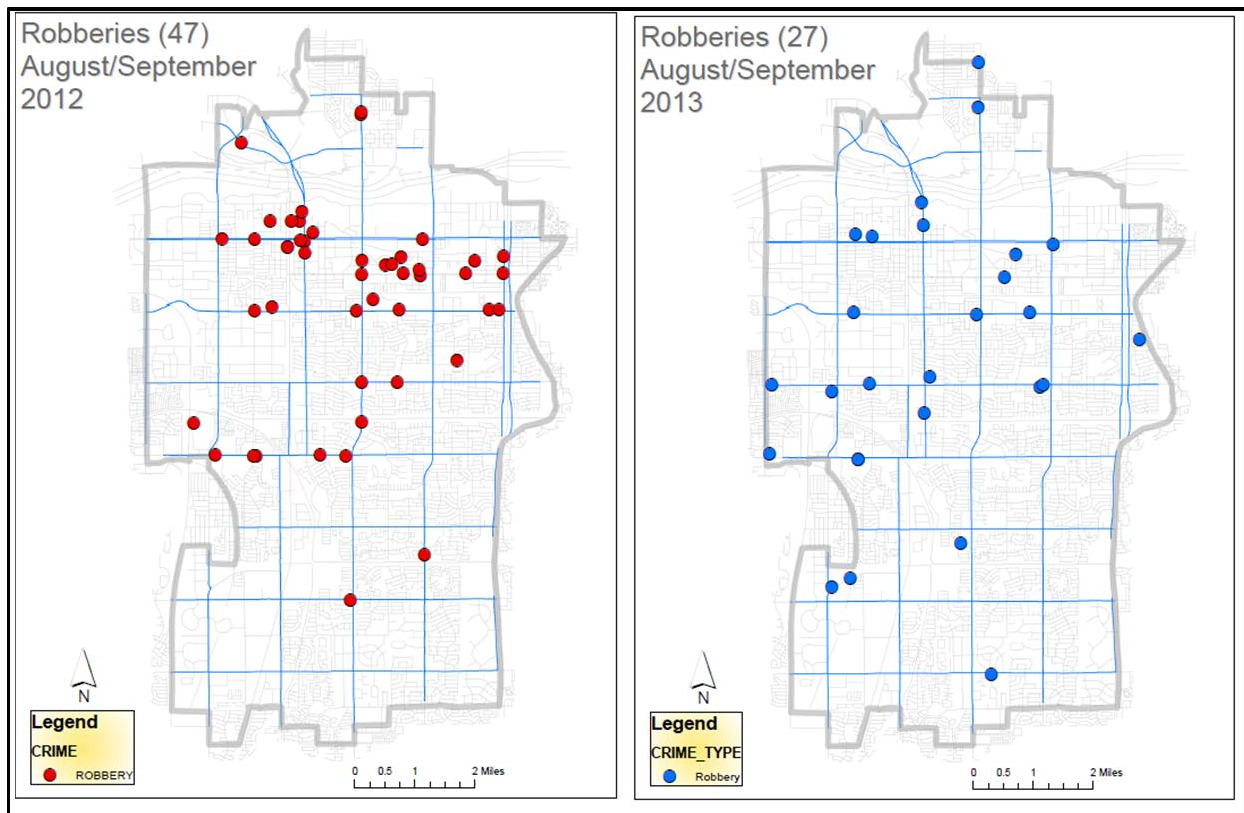 Robberies (47)
August/September
2012
N
Legend
CRIME
ROBBERY
0 0.5 1 2 Miles
Robberies (27)
August/September
2013
N
Legend
CRIME_TYPE
Robbery
0 0.5 1 2 Miles